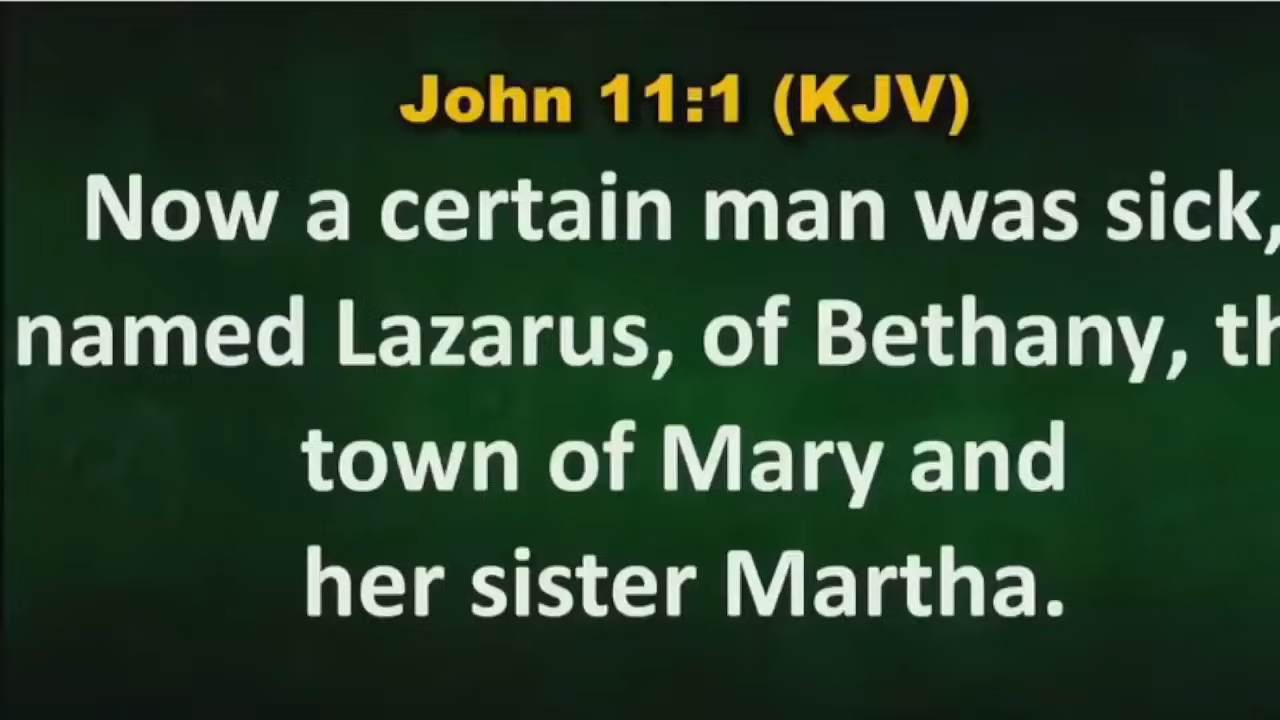 John 11:1 (KJV)
Now a certain man was sick,
named Lazarus, of Bethany, th
town of Mary and
her sister Martha.